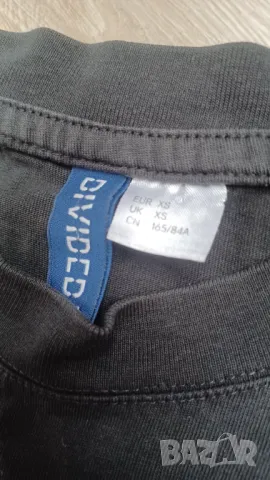 DIVIDED
EUR XS
UK XS
CN 165/84A
BAZAR